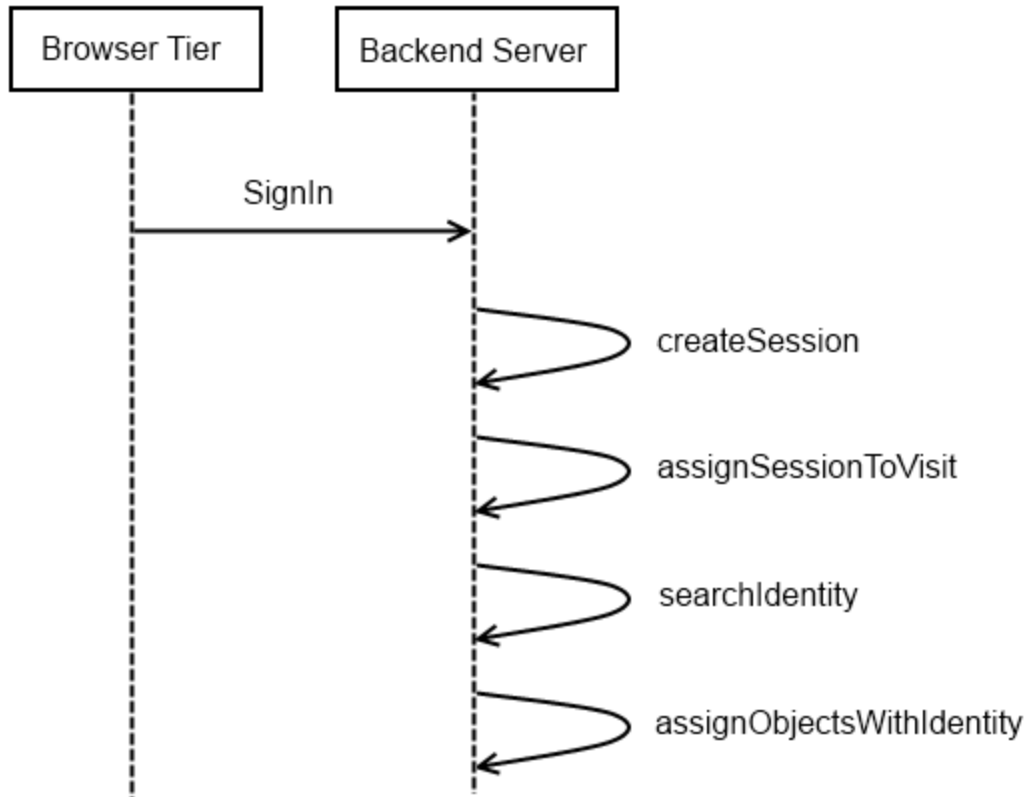 Browser Tier
Backend Server
SignIn
createSession
assignSessionToVisit
searchIdentity
assignObjectsWithIdentity